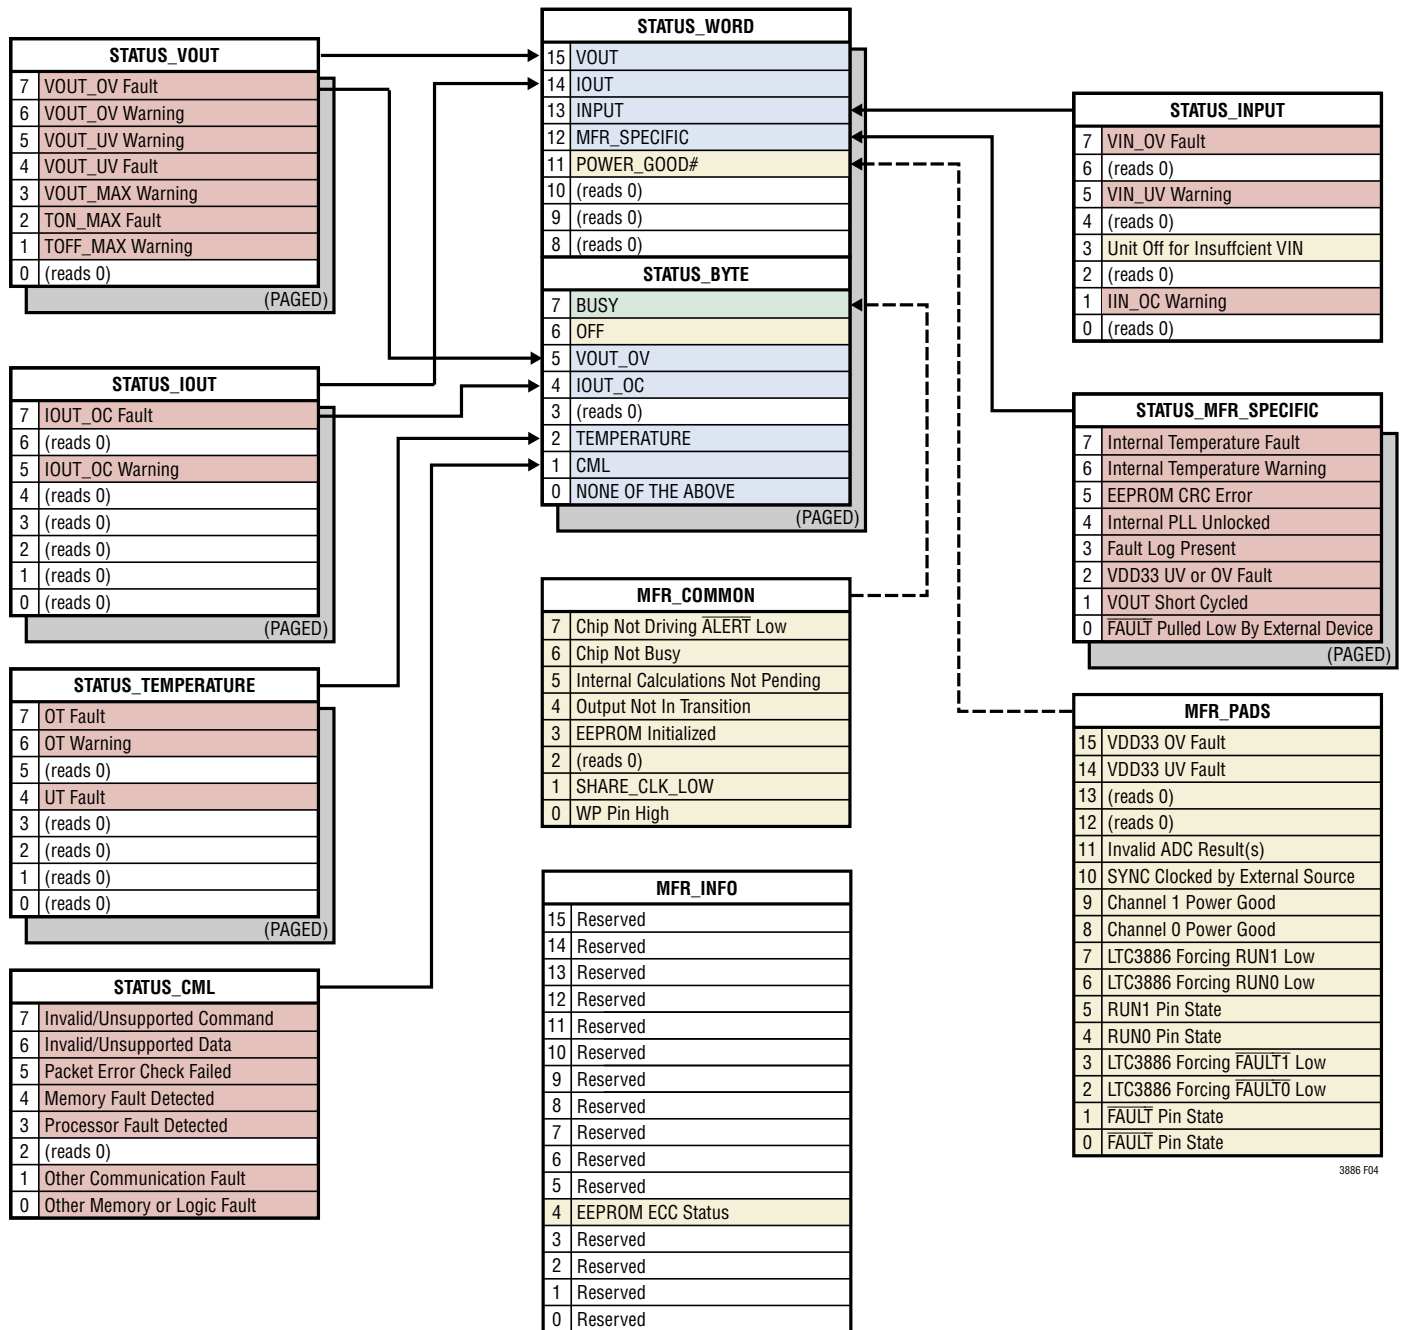 STATUS_VOUT
7 VOUT_OV Fault
6 VOUT_OV Warning
5 VOUT_UV Warning
4 VOUT_UV Fault
3 VOUT_MAX Warning
2 TON_MAX Fault
1 TOFF_MAX Warning
0 (reads 0)
(PAGED)
STATUS_IOUT
7 IOUT_OC Fault
6 (reads 0)
5 IOUT_OC Warning
4 (reads 0)
3 (reads 0)
2 (reads 0)
1 (reads 0)
0 (reads 0)
(PAGED)
STATUS_TEMPERATURE
7 OT Fault
6 OT Warning
5 (reads 0)
4 UT Fault
3 (reads 0)
2 (reads 0)
1 (reads 0)
0 (reads 0)
(PAGED)
STATUS_CML
7 Invalid/Unsupported Command
6 Invalid/Unsupported Data
5 Packet Error Check Failed
4 Memory Fault Detected
3 Processor Fault Detected
2 (reads 0)
1 Other Communication Fault
0 Other Memory or Logic Fault
STATUS_WORD
15 VOUT
14 IOUT
13 INPUT
12 MFR_SPECIFIC
11 POWER_GOOD#
10 (reads 0)
9 (reads 0)
8 (reads 0)
STATUS_BYTE
7 BUSY
6 OFF
5 VOUT_OV
4 IOUT_OC
3 (reads 0)
2 TEMPERATURE
1 CML
0 NONE OF THE ABOVE
(PAGED)
MFR_COMMON
7 Chip Not Driving ALERT Low
6 Chip Not Busy
5 Internal Calculations Not Pending
4 Output Not In Transition
3 EEPROM Initialized
2 (reads 0)
1 SHARE_CLK_LOW
0 WP Pin High
MFR_INFO
15 Reserved
14 Reserved
13 Reserved
12 Reserved
11 Reserved
10 Reserved
9 Reserved
8 Reserved
7 Reserved
6 Reserved
5 Reserved
4 EEPROM ECC Status
3 Reserved
2 Reserved
1 Reserved
0 Reserved
STATUS_INPUT
7 VIN_OV Fault
6 (reads 0)
5 VIN_UV Warning
4 (reads 0)
3 Unit Off for Insuffcient VIN
2 (reads 0)
1 IIN_OC Warning
0 (reads 0)
STATUS_MFR_SPECIFIC
7 Internal Temperature Fault
6 Internal Temperature Warning
5 EEPROM CRC Error
4 Internal PLL Unlocked
3 Fault Log Present
2 VDD33 UV or OV Fault
1 VOUT Short Cycled
0 FAULT Pulled Low By External Device
(PAGED)
MFR_PADS
15 VDD33 OV Fault
14 VDD33 UV Fault
13 (reads 0)
12 (reads 0)
11 Invalid ADC Result(s)
10 SYNC Clocked by External Source
9 Channel 1 Power Good
8 Channel 0 Power Good
7 LTC3886 Forcing RUN1 Low
6 LTC3886 Forcing RUN0 Low
5 RUN1 Pin State
4 RUN0 Pin State
3 LTC3886 Forcing FAULT1 Low
2 LTC3886 Forcing FAULT0 Low
1 FAULT Pin State
0 FAULT Pin State
3886 F04